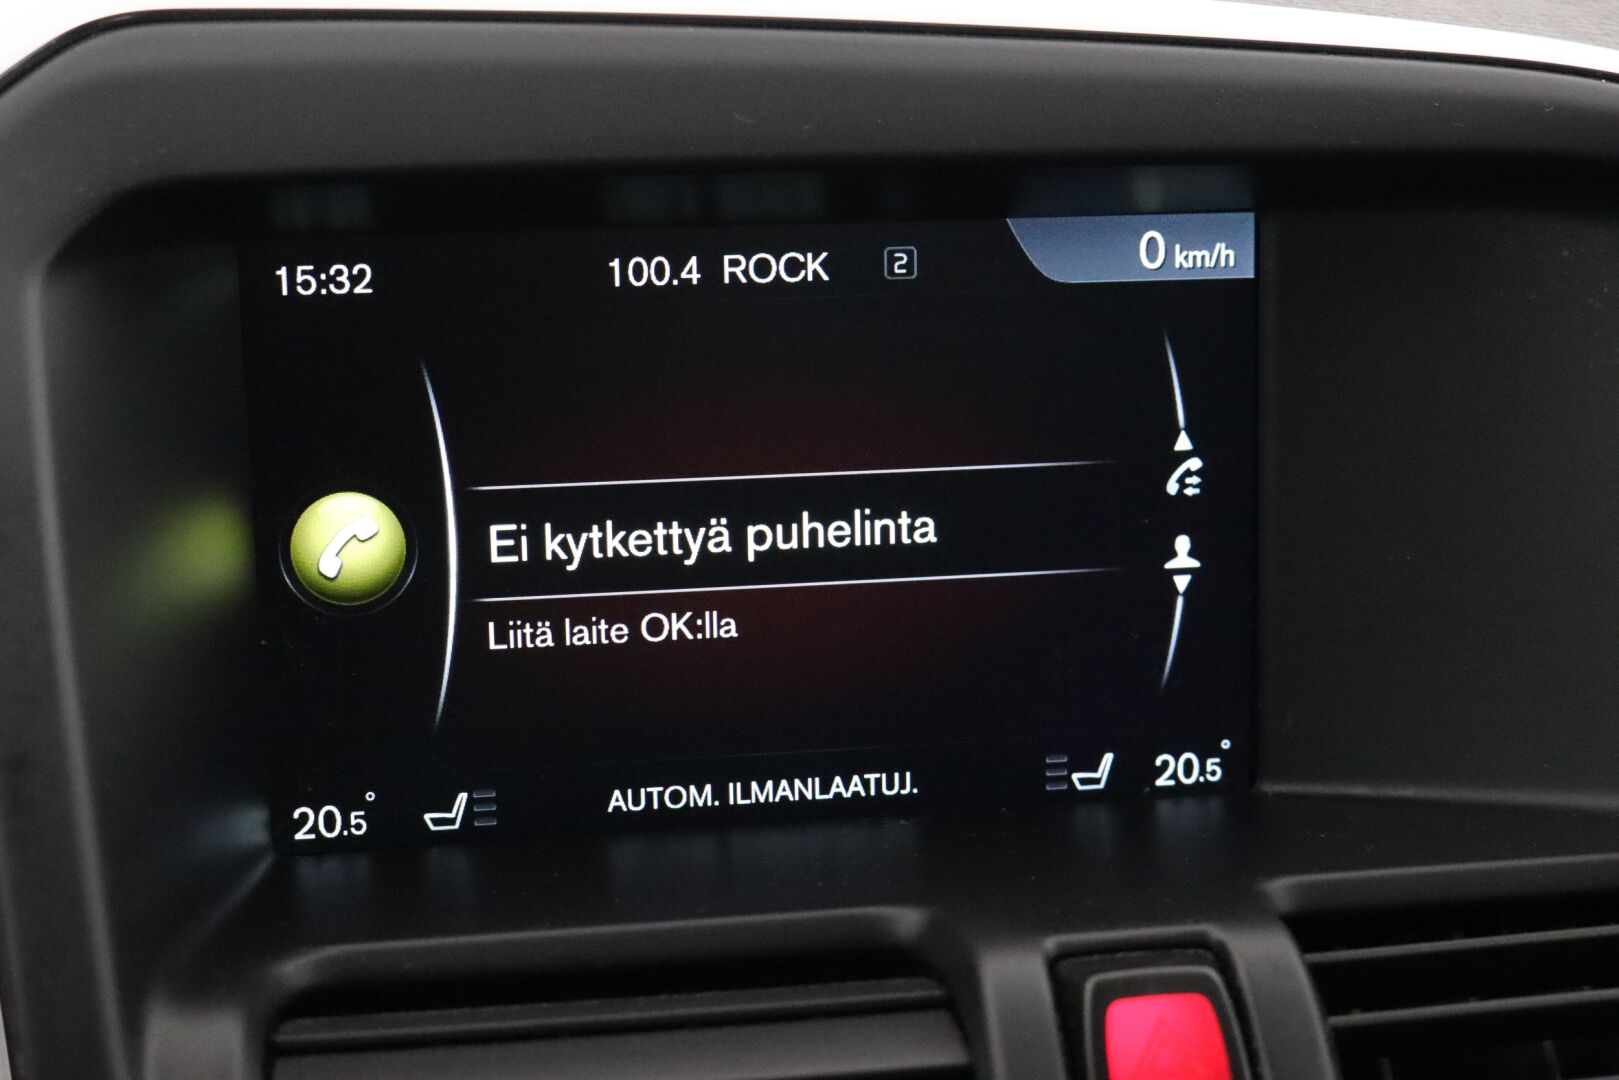 15:32 100.4 ROCK 2 0 km/h
Ei kytkettyä puhelinta
Liitä laite OK:lla
20.5° AUTOM. ILMANLAATUJ. 20.5°